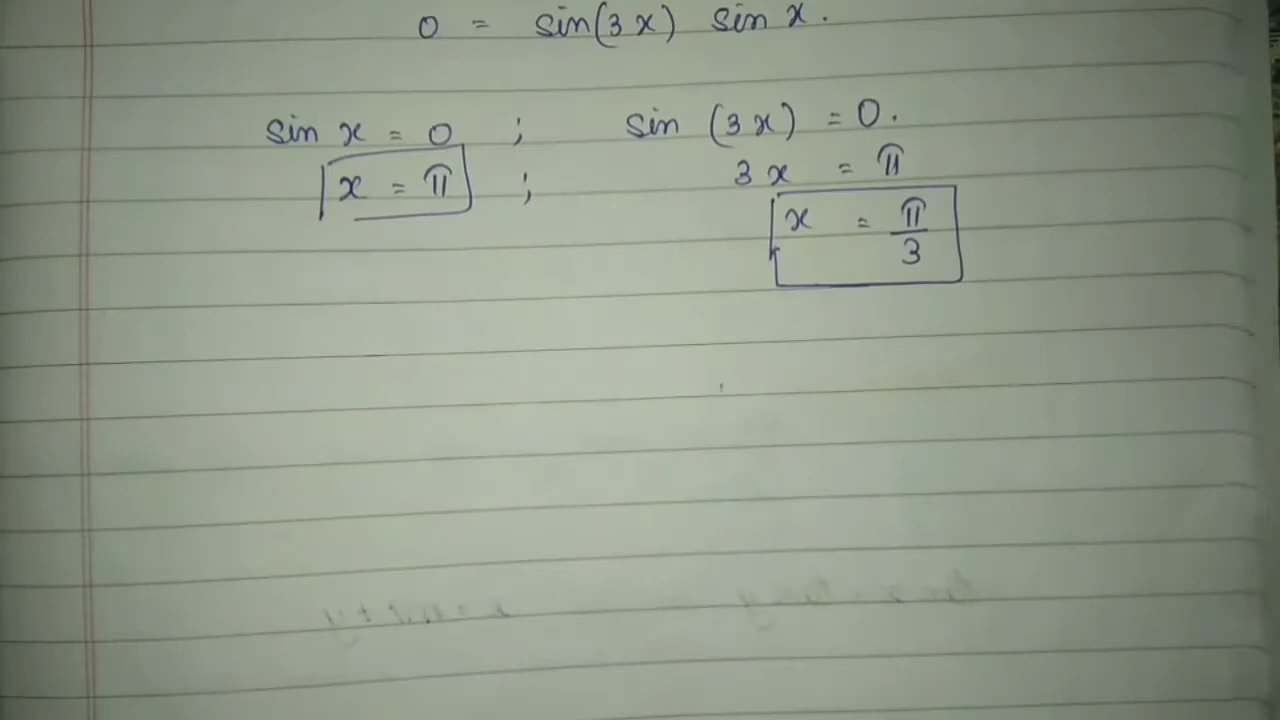 0 = sin(3x) sin x.
sin x = 0 ; sin (3x) = 0.
x = π ; 3x = π
x = π/3